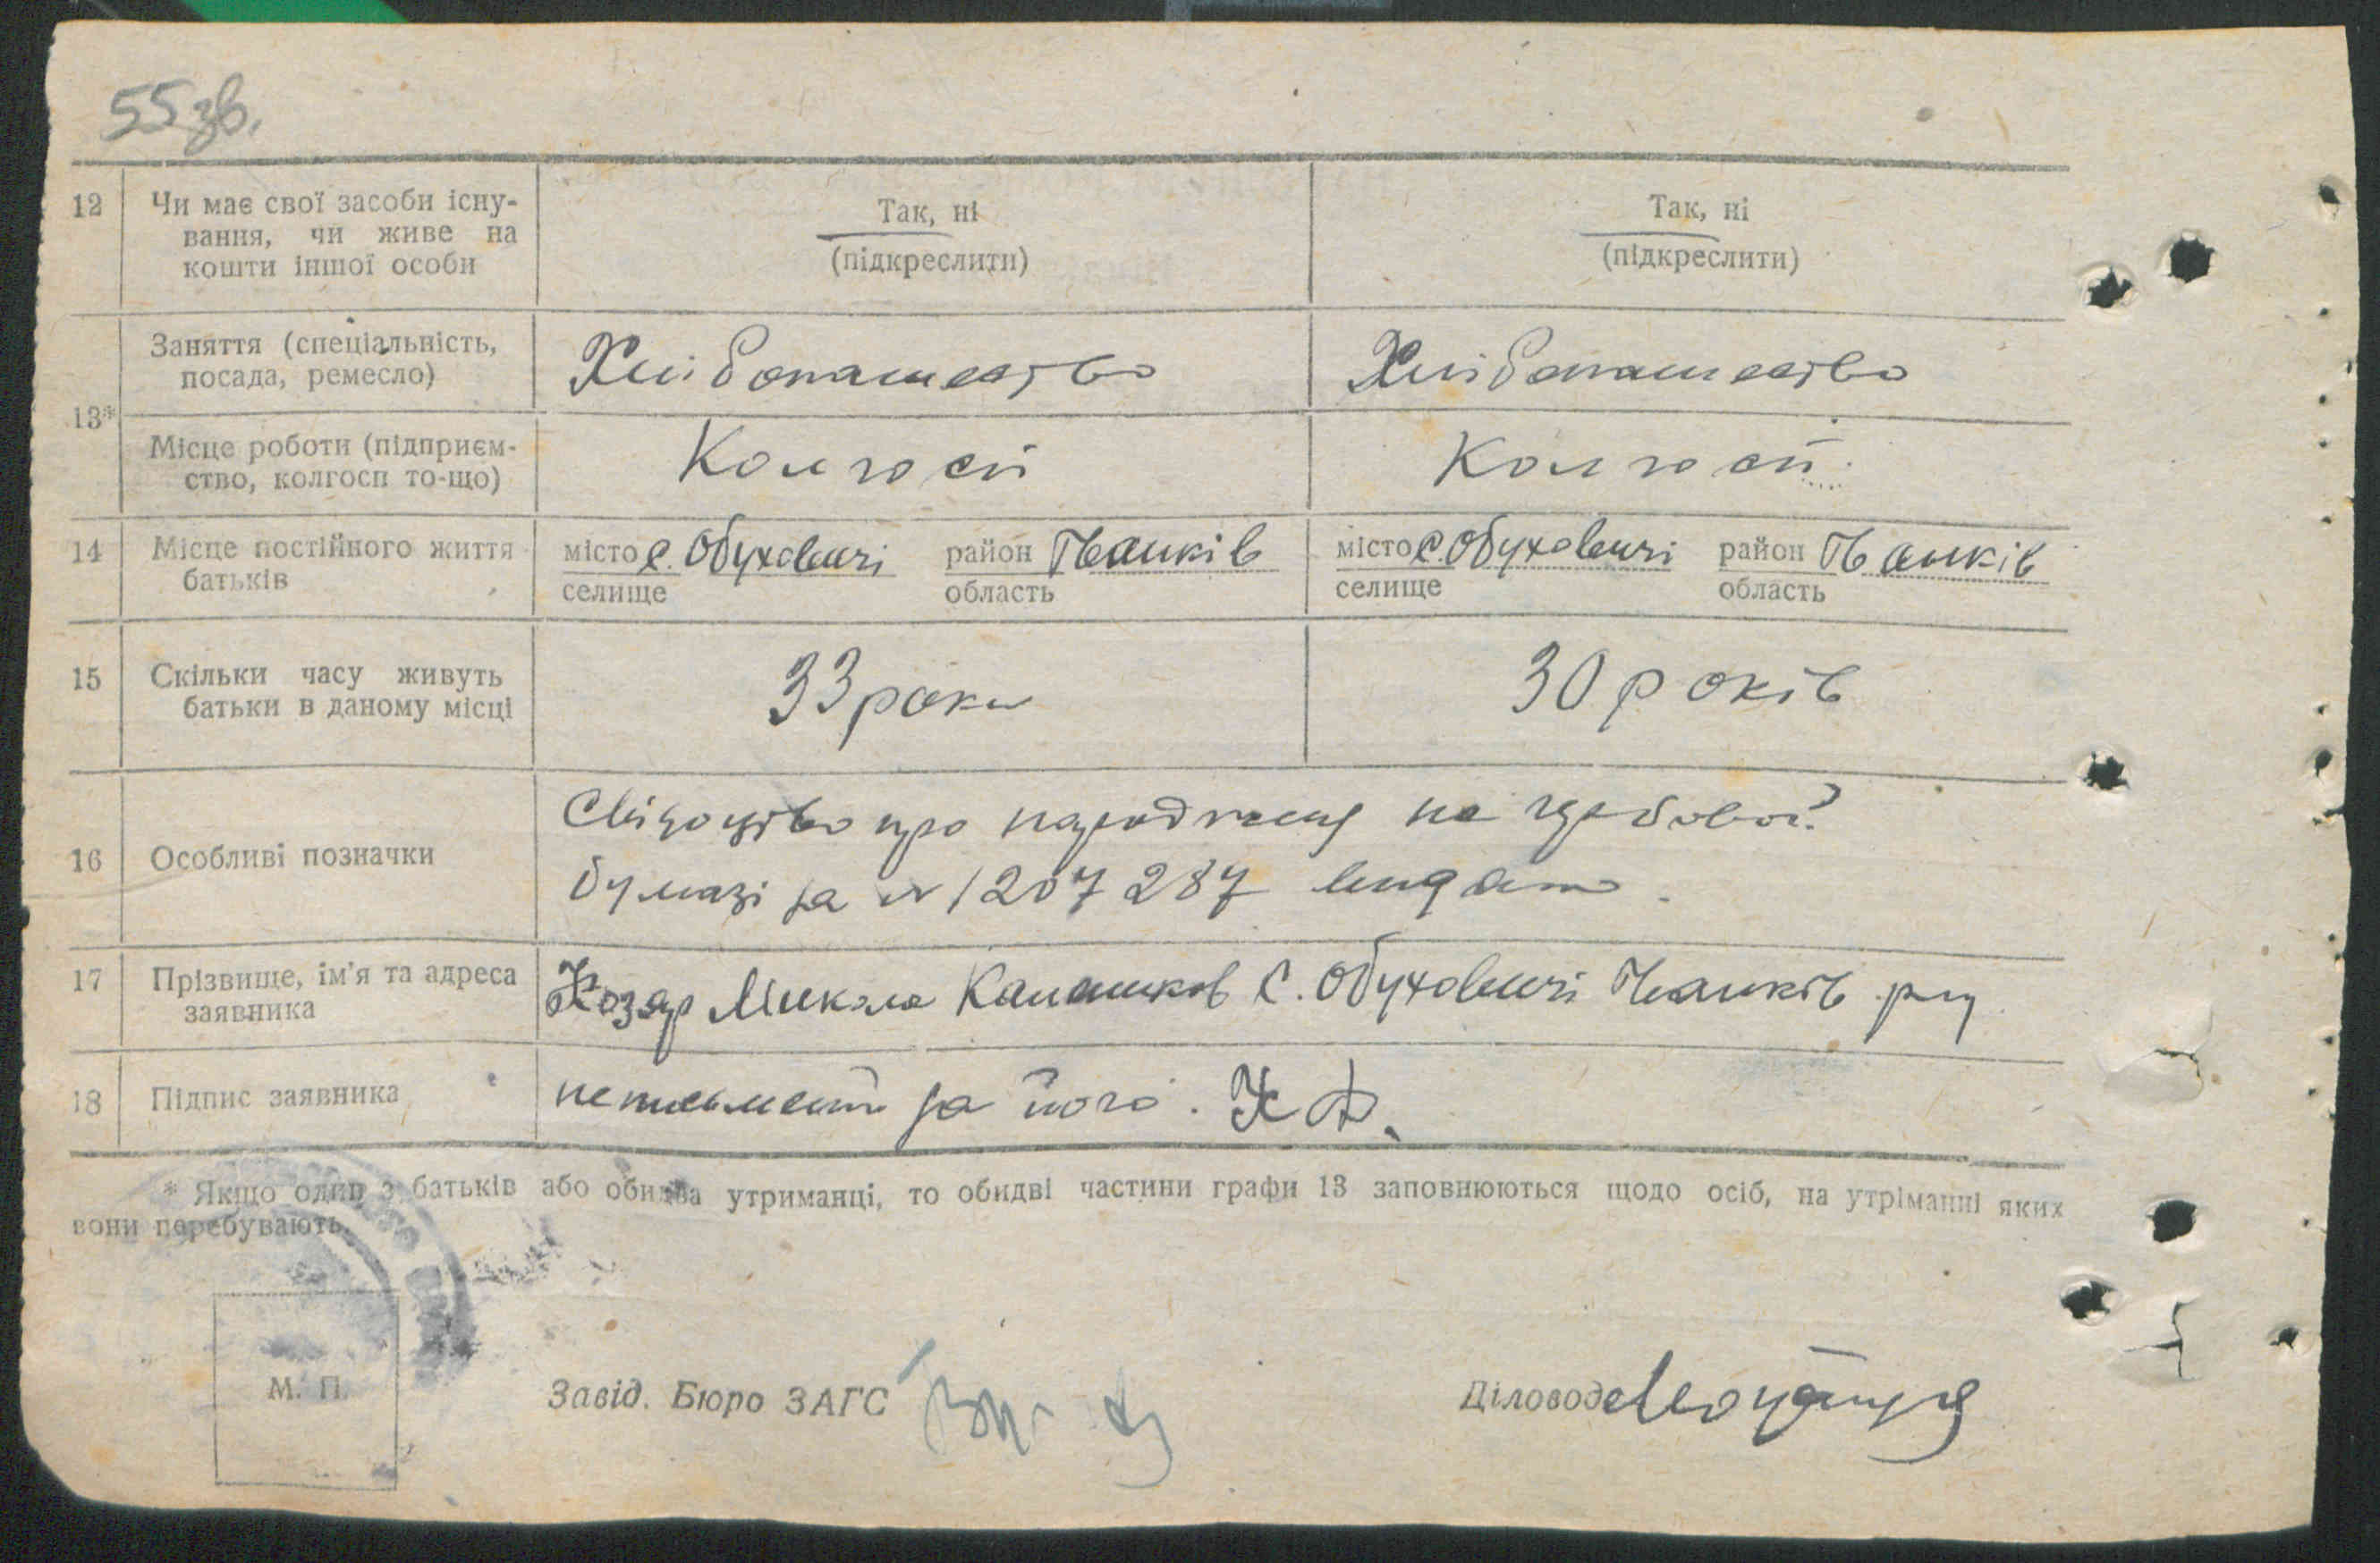 55 зв.
12 Чи має свої засоби існу-
вання, чи живе на
кошти іншої особи
Так, ні
(підкреслити)
Так, ні
(підкреслити)
13*
Заняття (спеціальність,
посада, ремесло)
Хлібопашество
Хлібопашество
Місце роботи (підприєм-
ство, колгосп то-що)
Колгосп
Колгосп
14 Місце постійного життя
батьків
місто с. Обуховичі район Іванків
селище область
місто с. Обуховичі район Іванків
селище область
15 Скільки часу живуть
батьки в даному місці
33 роки
30 років
16 Особливі позначки
Свідоцтво про народження на гербовой
бумазі за № 1207287 видано
17 Прізвище, ім'я та адреса
заявника
Козяр Микола с. Обуховичі Іванків р-н
18 Підпис заявника
неписьмений за його
* Якщо один з батьків або обидва утриманці, то обидві частини графи 13 заповнюються щодо осіб, на утріманні яких
вони перебувають.
М. П.
Завід. Бюро ЗАГС
Діловод